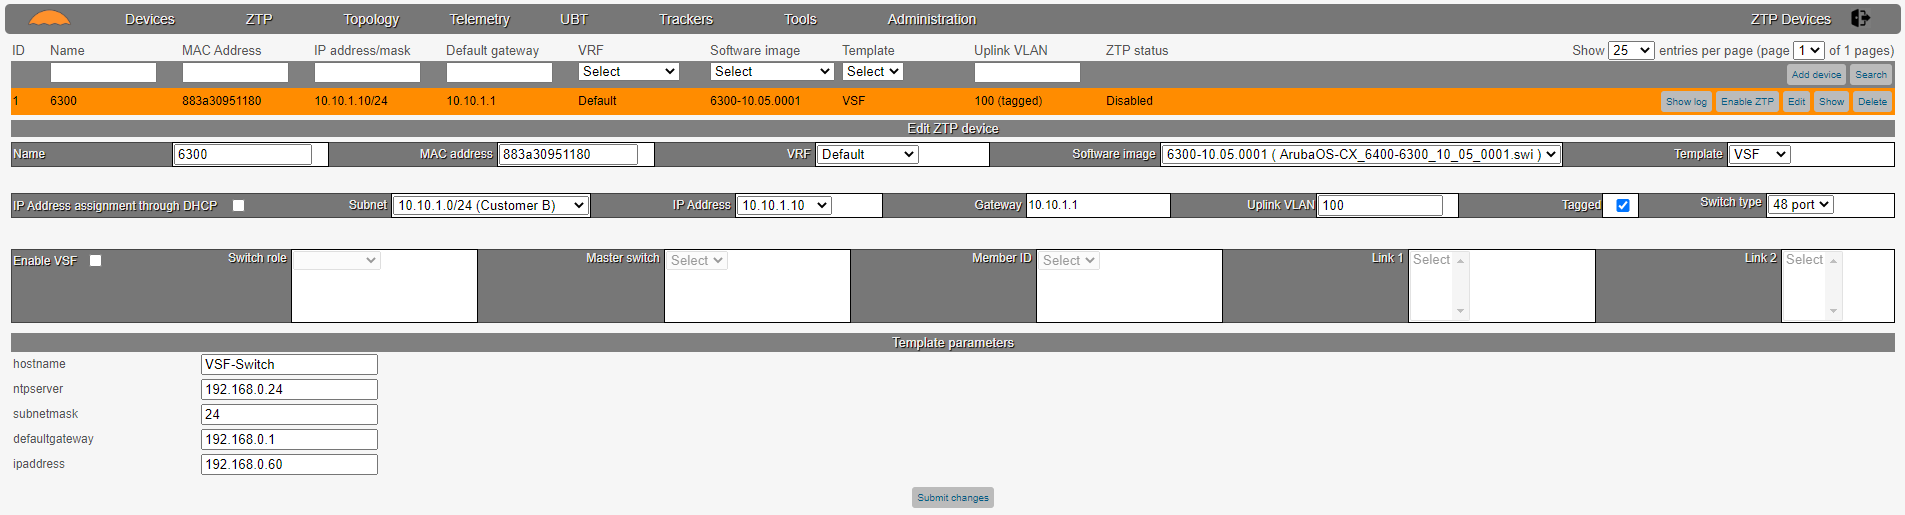 Devices ZTP Topology Telemetry UBT Trackers Tools Administration ZTP Devices
ID Name MAC Address IP address/mask Default gateway VRF Software image Template Uplink VLAN ZTP status Show 25 entries per page (page 1 of 1 pages)
Select Select Select Add device Search
1 6300 883a30951180 10.10.1.10/24 10.10.1.1 Default 6300-10.05.0001 VSF 100 (tagged) Disabled Show log Enable ZTP Edit Show Delete
Edit ZTP device
Name 6300 MAC address 883a30951180 VRF Default Software image 6300-10.05.0001 ( ArubaOS-CX_6400-6300_10_05_0001.swi ) Template VSF
IP Address assignment through DHCP Subnet 10.10.1.0/24 (Customer B) IP Address 10.10.1.10 Gateway 10.10.1.1 Uplink VLAN 100 Tagged Switch type 48 port
Enable VSF Switch role Master switch Select Member ID Select Link 1 Select Link 2 Select
Template parameters
hostname VSF-Switch
ntpserver 192.168.0.24
subnetmask 24
defaultgateway 192.168.0.1
ipaddress 192.168.0.60
Submit changes